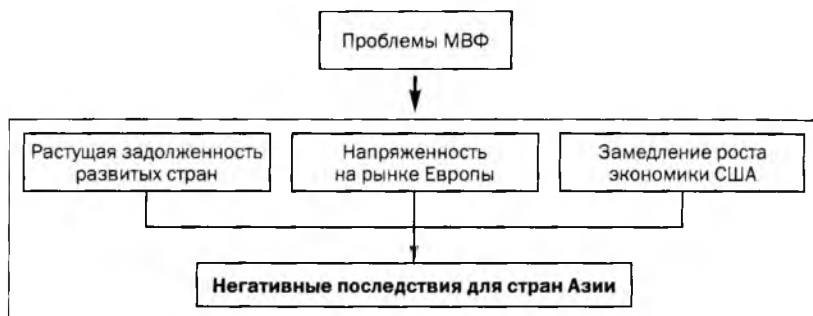 Проблемы МВФ
Растущая задолженность
развитых стран
Напряженность
на рынке Европы
Замедление роста
экономики США
Негативные последствия для стран Азии